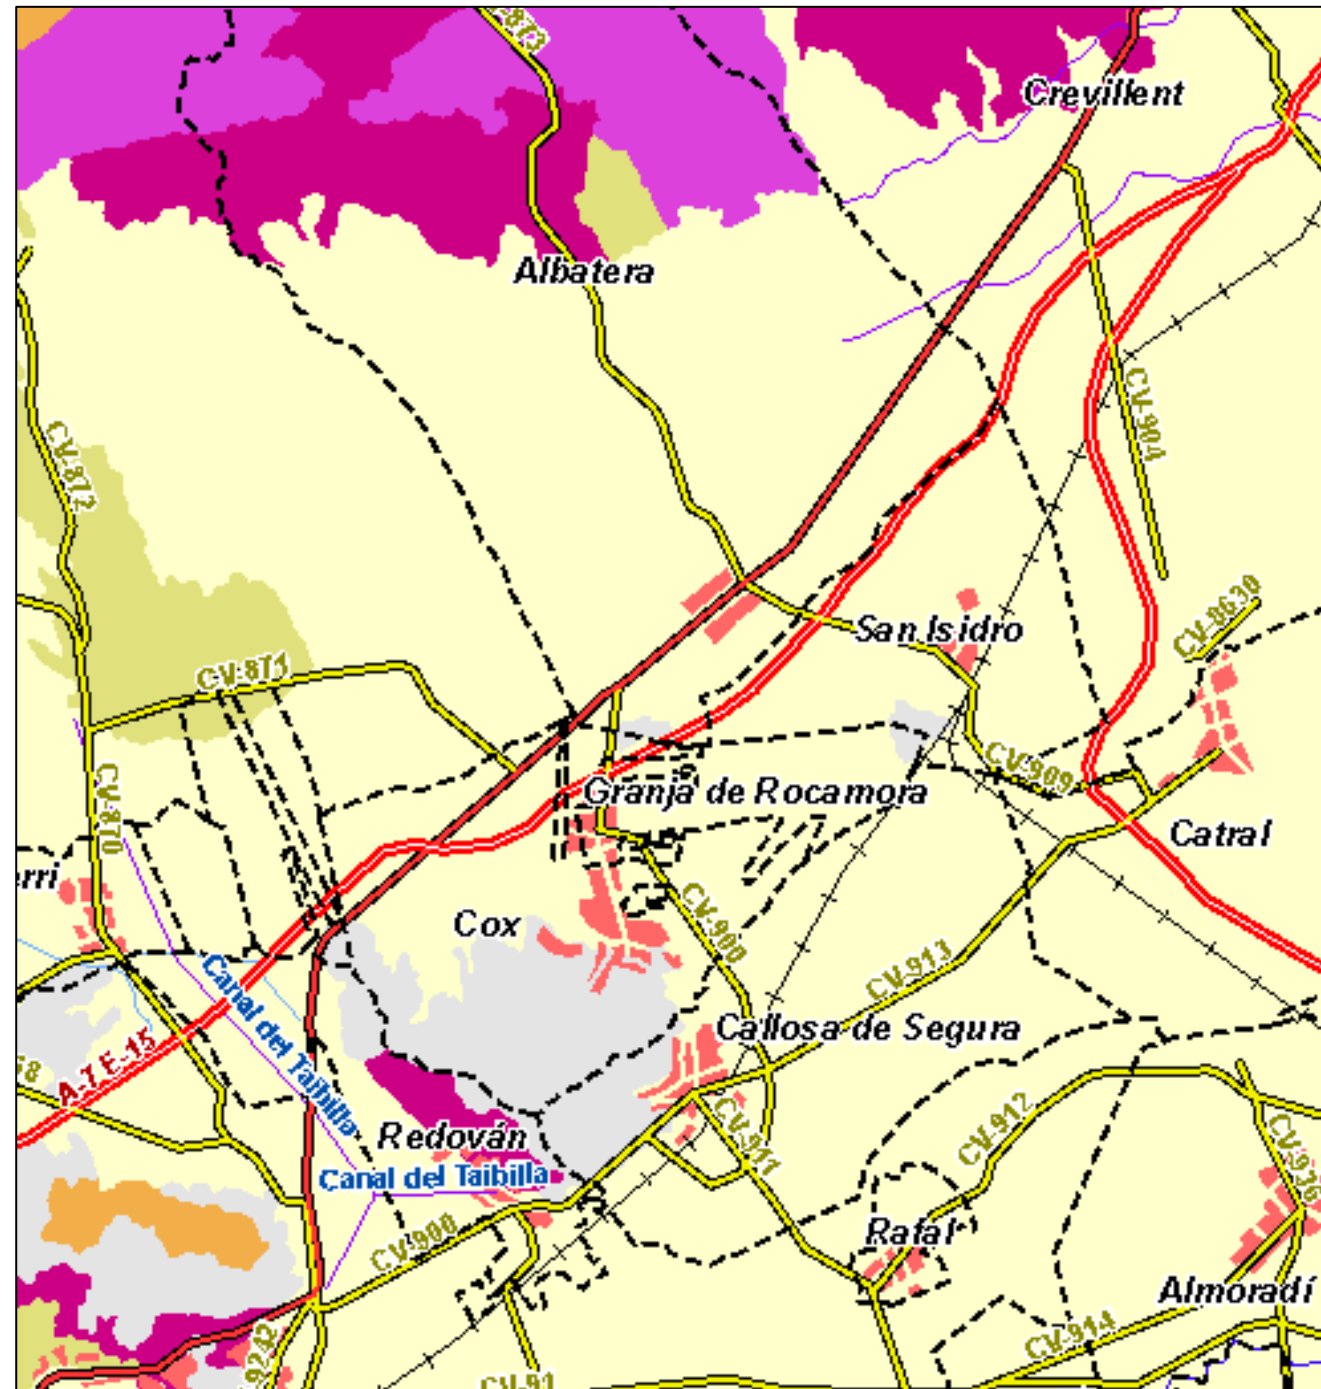 Crevillent
Albatera
CV-904
CV-872
CV-8630
San Isidro
CV-871
CV-909
Granja de Rocamora
CV-870
Catral
Cox
CV-900
CV-913
Canal del Taibilla
Callosa de Segura
A-7 E-15
CV-912
CV-911
Redován
CV-936
Canal del Taibilla
CV-900
Rafal
Almoradí
CV-914